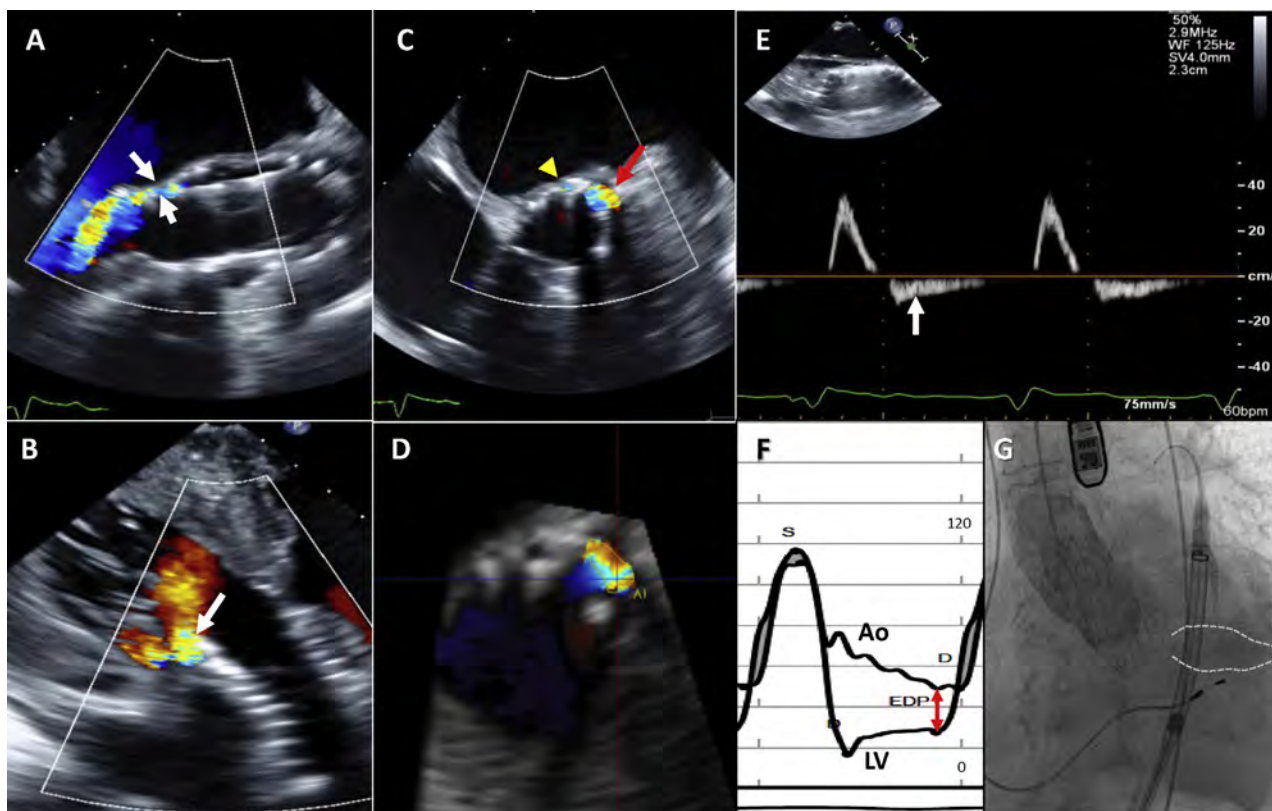 A
C
E
50%
2.9MHz
WF 125Hz
SV4.0mm
2.3cm
P
X
40
20
cm/
-20
-40
75mm/s
60bpm
B
P
D
AI
F
S
120
Ao
D
EDP
LV
0
G